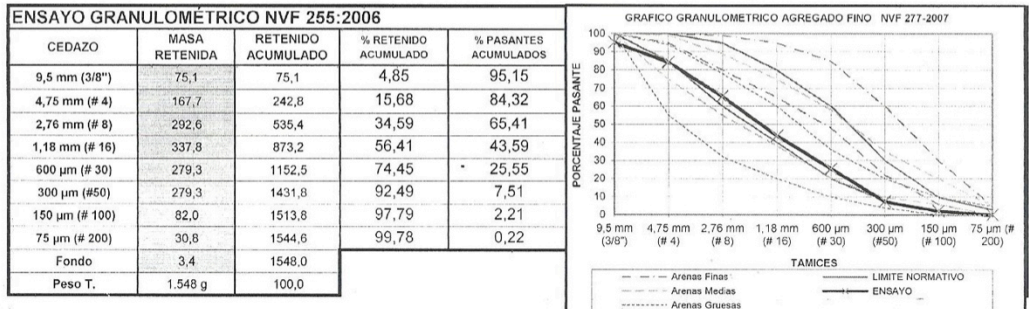 ENSAYO GRANULOMÉTRICO NVF 255:2006
CEDAZO MASA RETENIDA RETENIDO ACUMULADO % RETENIDO ACUMULADO % PASANTES ACUMULADOS
9,5 mm (3/8") 75,1 75,1 4,85 95,15
4,75 mm (# 4) 167,7 242,8 15,68 84,32
2,76 mm (# 8) 292,6 535,4 34,59 65,41
1,18 mm (# 16) 337,8 873,2 56,41 43,59
600 µm (# 30) 279,3 1152,5 74,45 25,55
300 µm (#50) 279,3 1431,8 92,49 7,51
150 µm (# 100) 82,0 1513,8 97,79 2,21
75 µm (# 200) 30,8 1544,6 99,78 0,22
Fondo 3,4 1548,0
Peso T. 1.548 g 100,0
GRAFICO GRANULOMETRICO AGREGADO FINO NVF 277-2007
PORCENTAJE PASANTE
100
90
80
70
60
50
40
30
20
10
0
9,5 mm (3/8") 4,75 mm (# 4) 2,76 mm (# 8) 1,18 mm (# 16) 600 µm (# 30) 300 µm (#50) 150 µm (# 100) 75 µm (# 200)
TAMICES
Arenas Finas LIMITE NORMATIVO
Arenas Medias ENSAYO
Arenas Gruesas